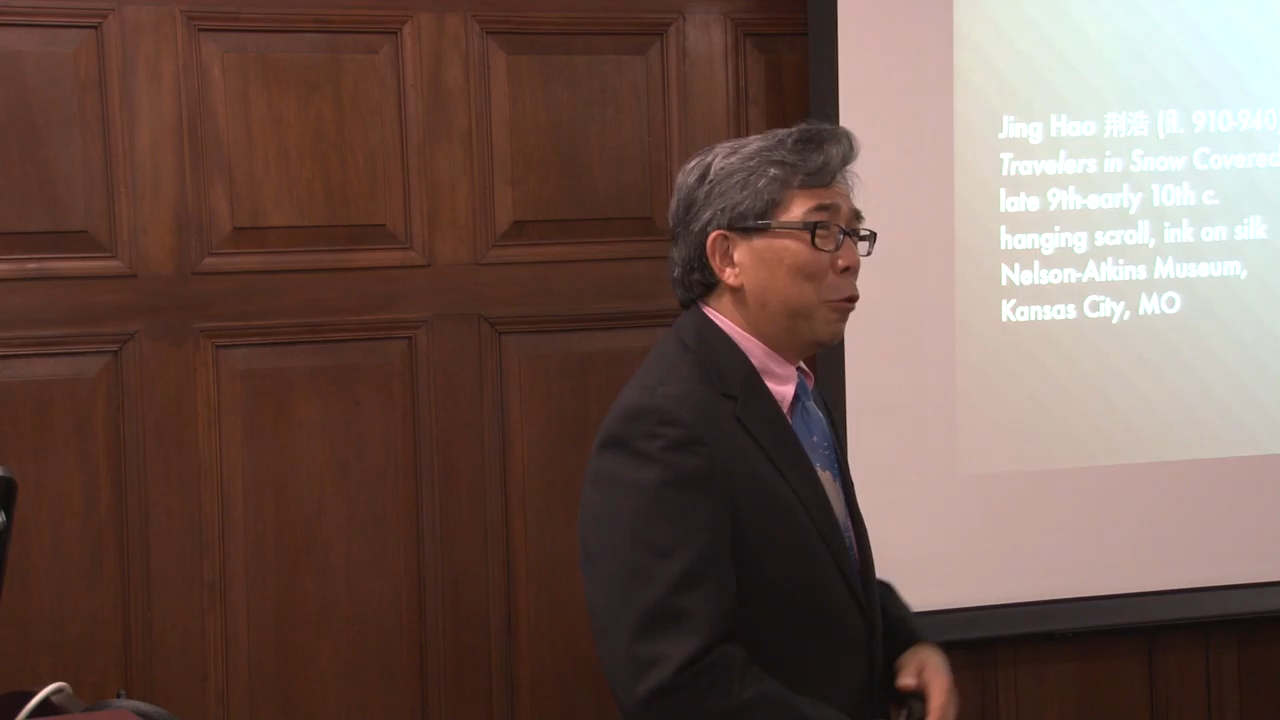 Jing Hao 荆浩 (fl. 910-940)
Travelers in Snow Covered
late 9th-early 10th c.
hanging scroll, ink on silk
Nelson-Atkins Museum,
Kansas City, MO